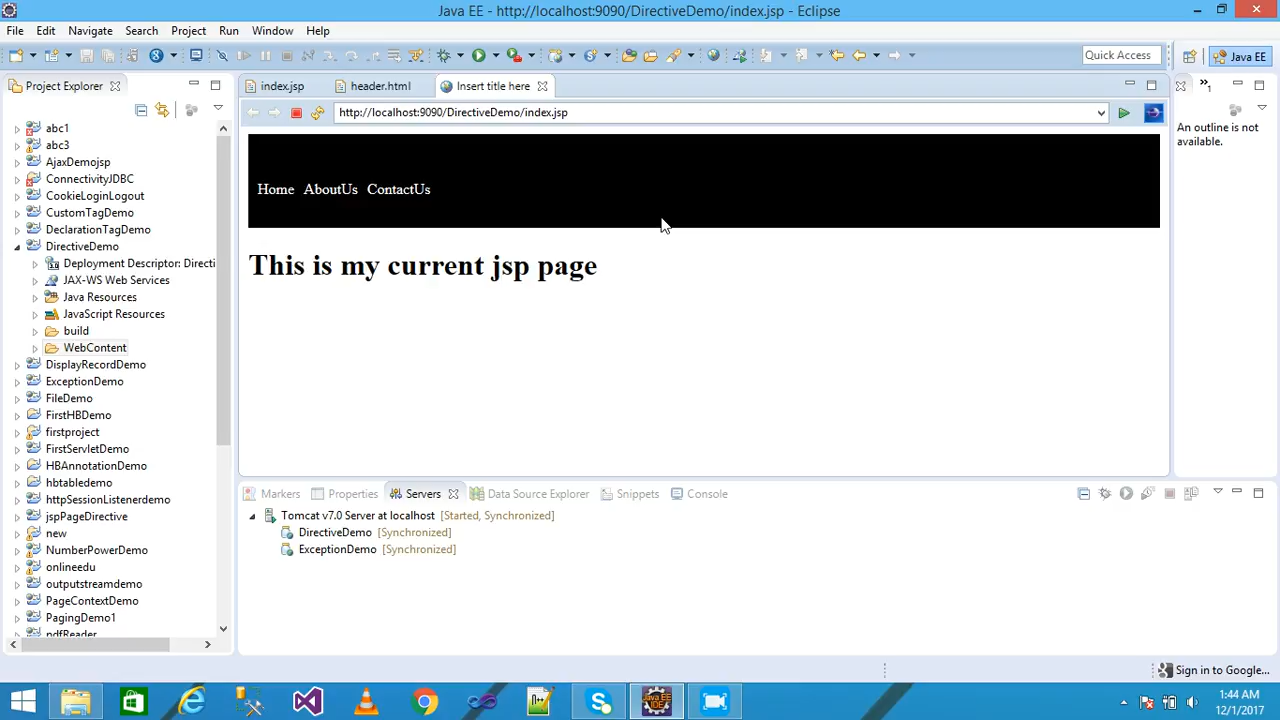 Java EE - http://localhost:9090/DirectiveDemo/index.jsp - Eclipse
File Edit Navigate Search Project Run Window Help
Quick Access
Java EE
Project Explorer
index.jsp
header.html
Insert title here
http://localhost:9090/DirectiveDemo/index.jsp
An outline is not
available.
abc1
abc3
AjaxDemojsp
ConnectivityJDBC
CookieLoginLogout
CustomTagDemo
DeclarationTagDemo
DirectiveDemo
Deployment Descriptor: Directi
JAX-WS Web Services
Java Resources
JavaScript Resources
build
WebContent
DisplayRecordDemo
ExceptionDemo
FileDemo
FirstHBDemo
firstproject
FirstServletDemo
HBAnnotationDemo
hbtabledemo
httpSessionListenerdemo
jspPageDirective
new
NumberPowerDemo
onlineedu
outputstreamdemo
PageContextDemo
PagingDemo1
pdfReader
Home AboutUs ContactUs
This is my current jsp page
Markers
Properties
Servers
Data Source Explorer
Snippets
Console
Tomcat v7.0 Server at localhost [Started, Synchronized]
DirectiveDemo [Synchronized]
ExceptionDemo [Synchronized]
Sign in to Google...
1:44 AM
12/1/2017